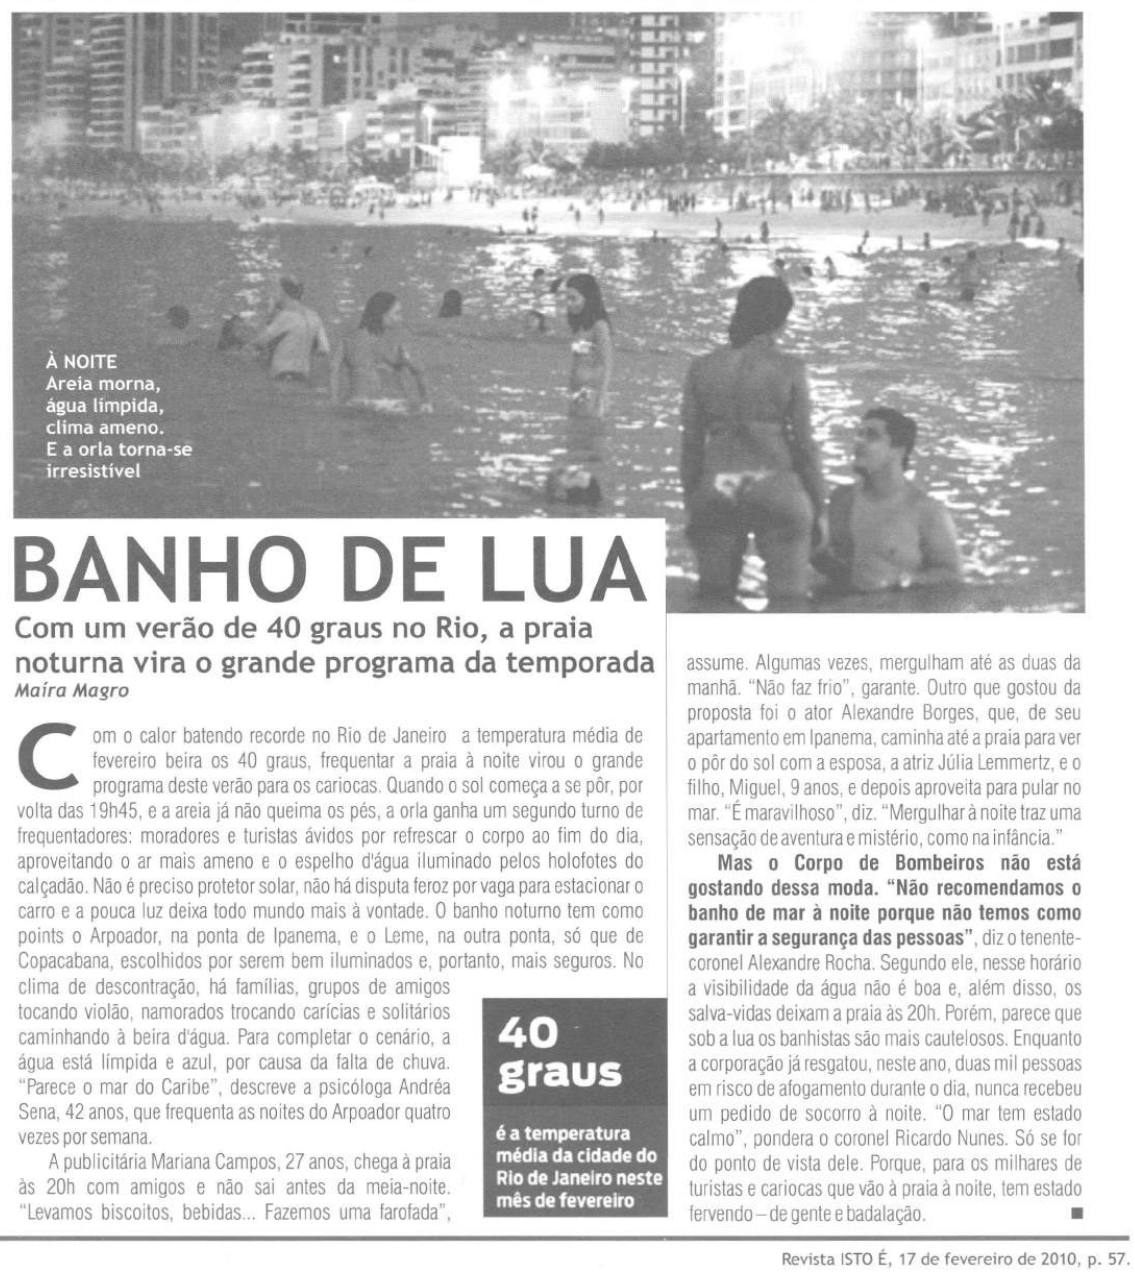 À NOITE
Areia morna,
água límpida,
clima ameno.
E a orla torna-se
irresistível
BANHO DE LUA
Com um verão de 40 graus no Rio, a praia
noturna vira o grande programa da temporada
Maíra Magro
Com o calor batendo recorde no Rio de Janeiro a temperatura média de
fevereiro beira os 40 graus, frequentar a praia à noite virou o grande
programa deste verão para os cariocas. Quando o sol começa a se pôr, por
volta das 19h45, e a areia já não queima os pés, a orla ganha um segundo turno de
frequentadores: moradores e turistas ávidos por refrescar o corpo ao fim do dia,
aproveitando o ar mais ameno e o espelho d'água iluminado pelos holofotes do
calçadão. Não é preciso protetor solar, não há disputa feroz por vaga para estacionar o
carro e a pouca luz deixa todo mundo mais à vontade. O banho noturno tem como
points o Arpoador, na ponta de Ipanema, e o Leme, na outra ponta, só que de
Copacabana, escolhidos por serem bem iluminados e, portanto, mais seguros. No
clima de descontração, há famílias, grupos de amigos
tocando violão, namorados trocando carícias e solitários
caminhando à beira d'água. Para completar o cenário, a
água está límpida e azul, por causa da falta de chuva.
"Parece o mar do Caribe", descreve a psicóloga Andréa
Sena, 42 anos, que frequenta as noites do Arpoador quatro
vezes por semana.
A publicitária Mariana Campos, 27 anos, chega à praia
às 20h com amigos e não sai antes da meia-noite.
"Levamos biscoitos, bebidas... Fazemos uma farofada",
40
graus
é a temperatura
média da cidade do
Rio de Janeiro neste
mês de fevereiro
assume. Algumas vezes, mergulham até as duas da
manhã. "Não faz frio", garante. Outro que gostou da
proposta foi o ator Alexandre Borges, que, de seu
apartamento em Ipanema, caminha até a praia para ver
o pôr do sol com a esposa, a atriz Júlia Lemmertz, e o
filho, Miguel, 9 anos, e depois aproveita para pular no
mar. "É maravilhoso", diz. "Mergulhar à noite traz uma
sensação de aventura e mistério, como na infância."
Mas o Corpo de Bombeiros não está
gostando dessa moda. "Não recomendamos o
banho de mar à noite porque não temos como
garantir a segurança das pessoas", diz o tenente-
coronel Alexandre Rocha. Segundo ele, nesse horário
a visibilidade da água não é boa e, além disso, os
salva-vidas deixam a praia às 20h. Porém, parece que
sob a lua os banhistas são mais cautelosos. Enquanto
a corporação já resgatou, neste ano, duas mil pessoas
em risco de afogamento durante o dia, nunca recebeu
um pedido de socorro à noite. "O mar tem estado
calmo", pondera o coronel Ricardo Nunes. Só se for
do ponto de vista dele. Porque, para os milhares de
turistas e cariocas que vão à praia à noite, tem estado
fervendo – de gente e badalação.
Revista ISTO É, 17 de fevereiro de 2010, p. 57.